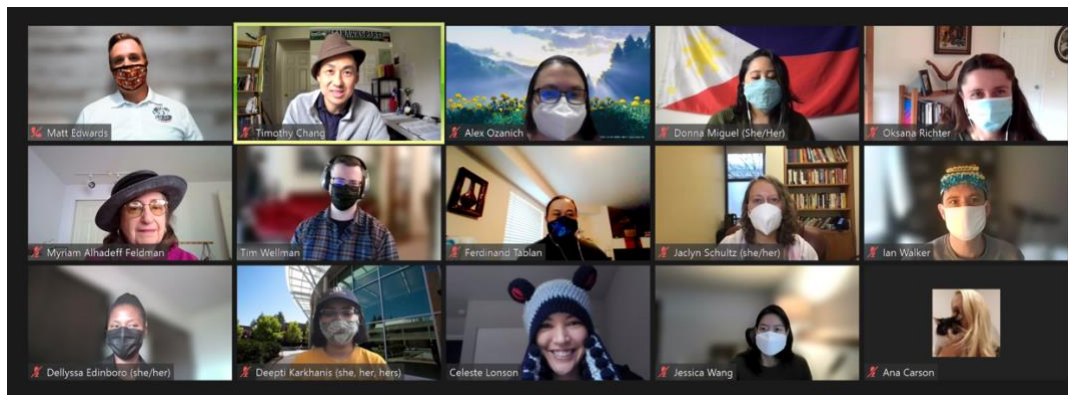 Matt Edwards
Timothy Chang
Alex Ozanich
Donna Miguel (She/Her)
Oksana Richter
Myriam Alhadeff Feldman
Tim Wellman
Ferdinand Tablan
Jaclyn Schultz (she/her)
Ian Walker
Dellyssa Edinboro (she/her)
Deepti Karkhanis (she, her, hers)
Celeste Lonson
Jessica Wang
Ana Carson